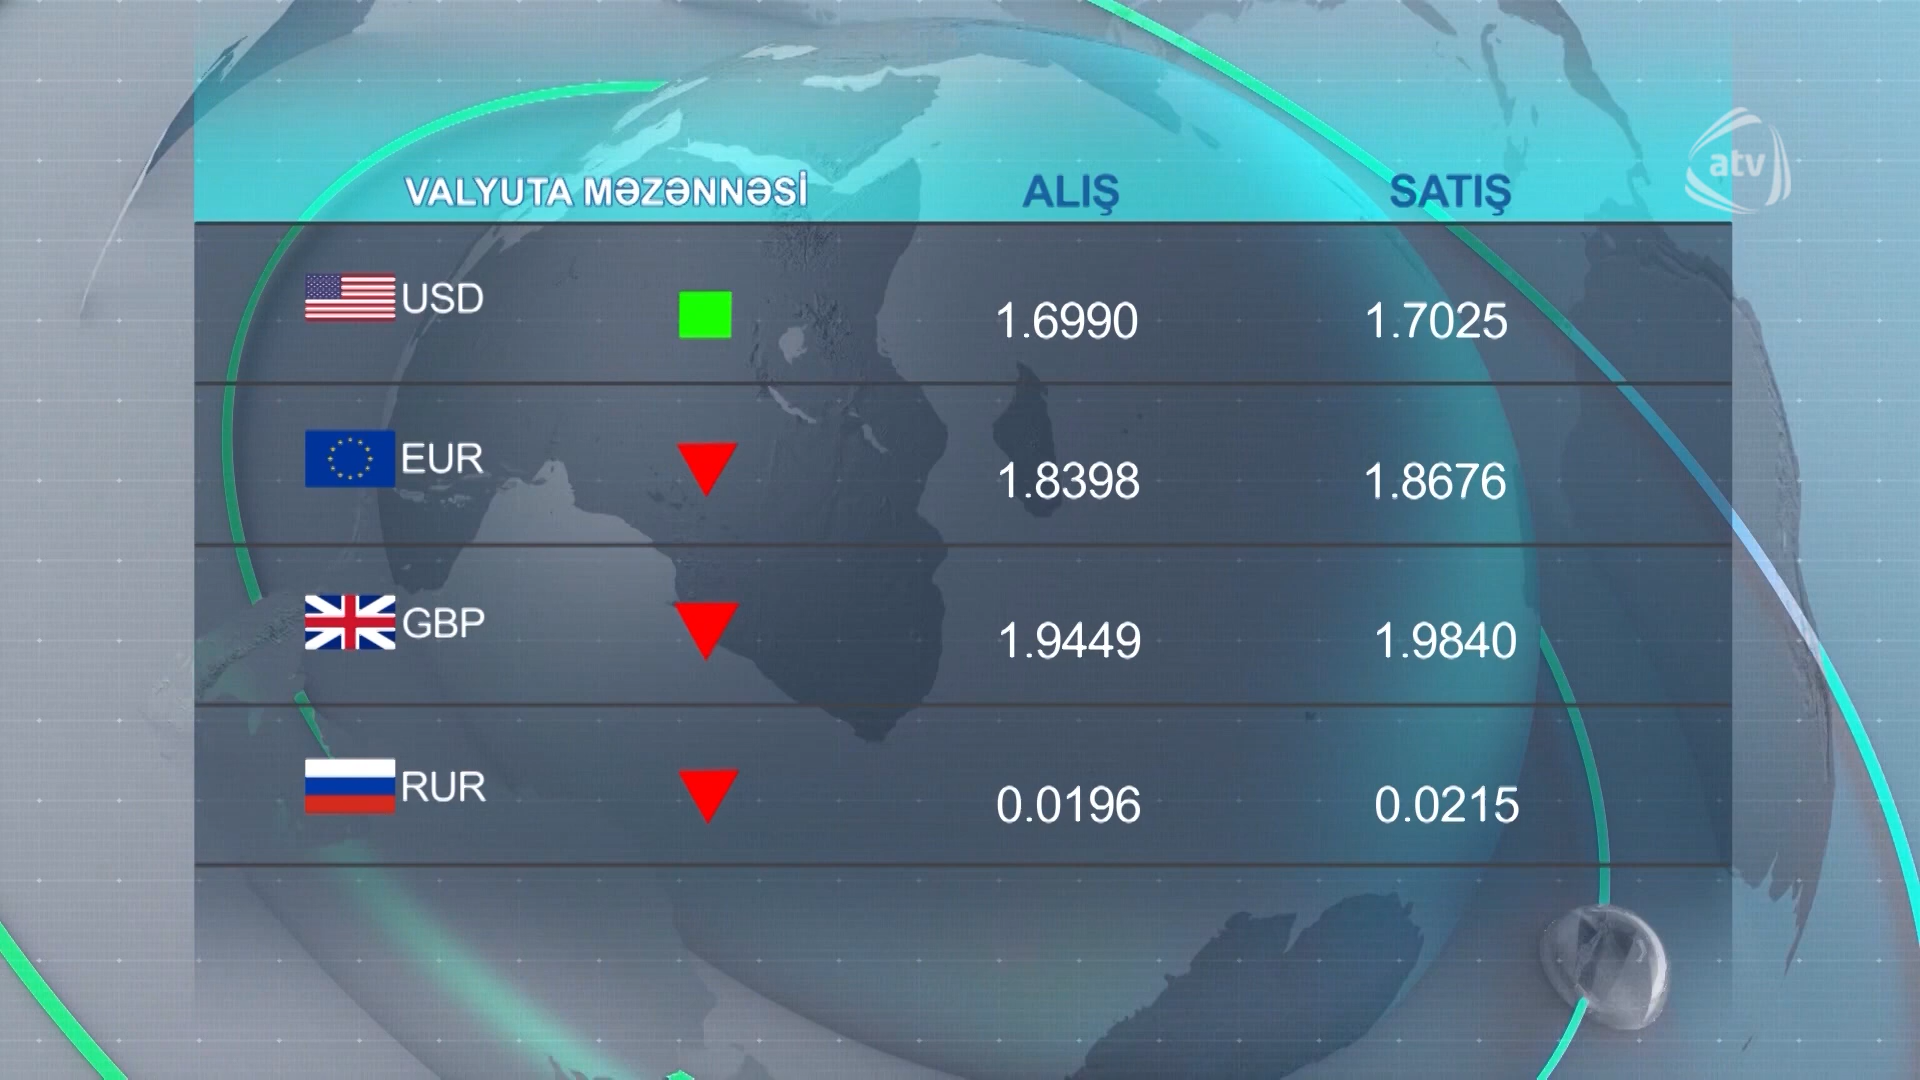 atv
VALYUTA MƏZƏNNƏSİ ALIŞ SATIŞ
USD 1.6990 1.7025
EUR 1.8398 1.8676
GBP 1.9449 1.9840
RUR 0.0196 0.0215